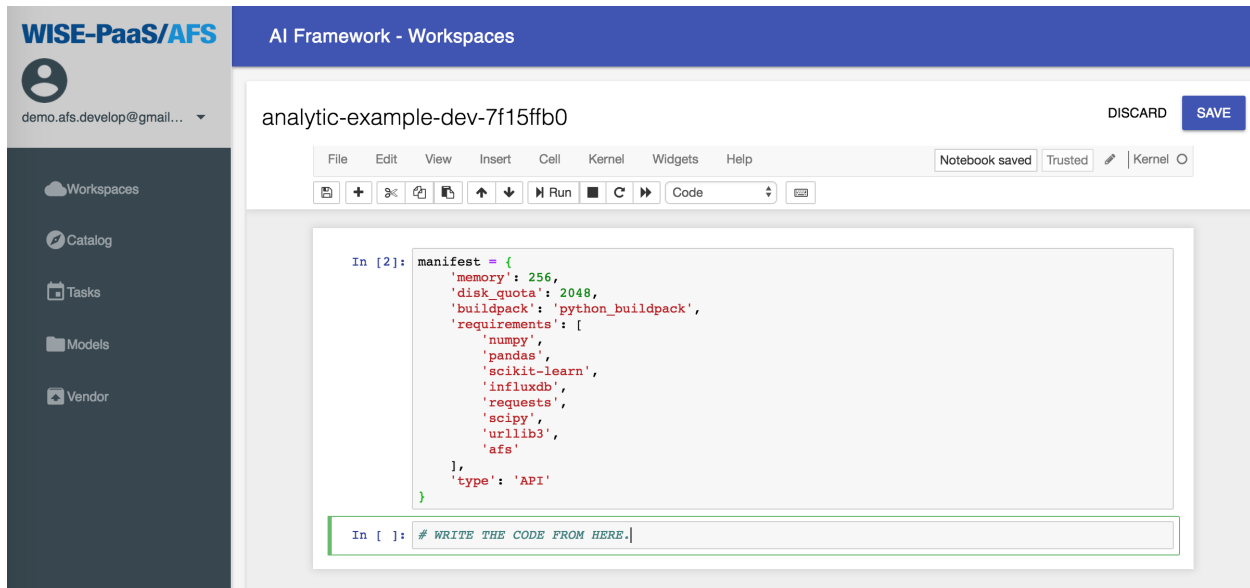 WISE-PaaS/AFS
demo.afs.develop@gmail...
Workspaces
Catalog
Tasks
Models
Vendor
AI Framework - Workspaces
analytic-example-dev-7f15ffb0
DISCARD
SAVE
File Edit View Insert Cell Kernel Widgets Help
Notebook saved Trusted Kernel
Run Code
In [2]: manifest = {
    'memory': 256,
    'disk_quota': 2048,
    'buildpack': 'python_buildpack',
    'requirements': [
        'numpy',
        'pandas',
        'scikit-learn',
        'influxdb',
        'requests',
        'scipy',
        'urllib3',
        'afs'
    ],
    'type': 'API'
}
In [ ]: # WRITE THE CODE FROM HERE.